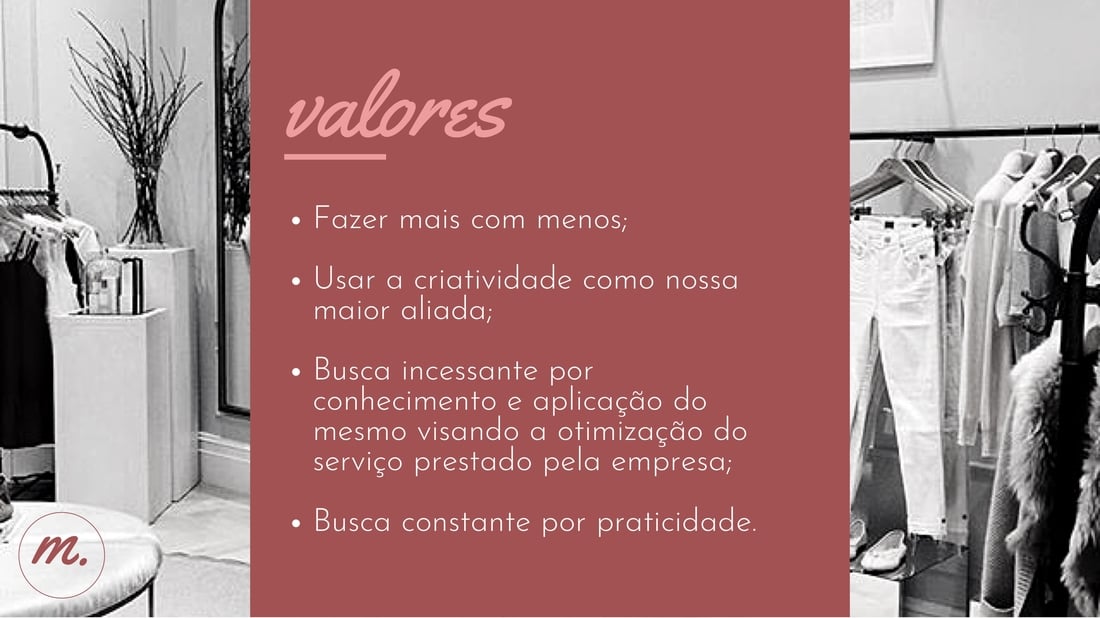 valores
• Fazer mais com menos;
• Usar a criatividade como nossa
maior aliada;
• Busca incessante por
conhecimento e aplicação do
mesmo visando a otimização do
serviço prestado pela empresa;
• Busca constante por praticidade.
m.